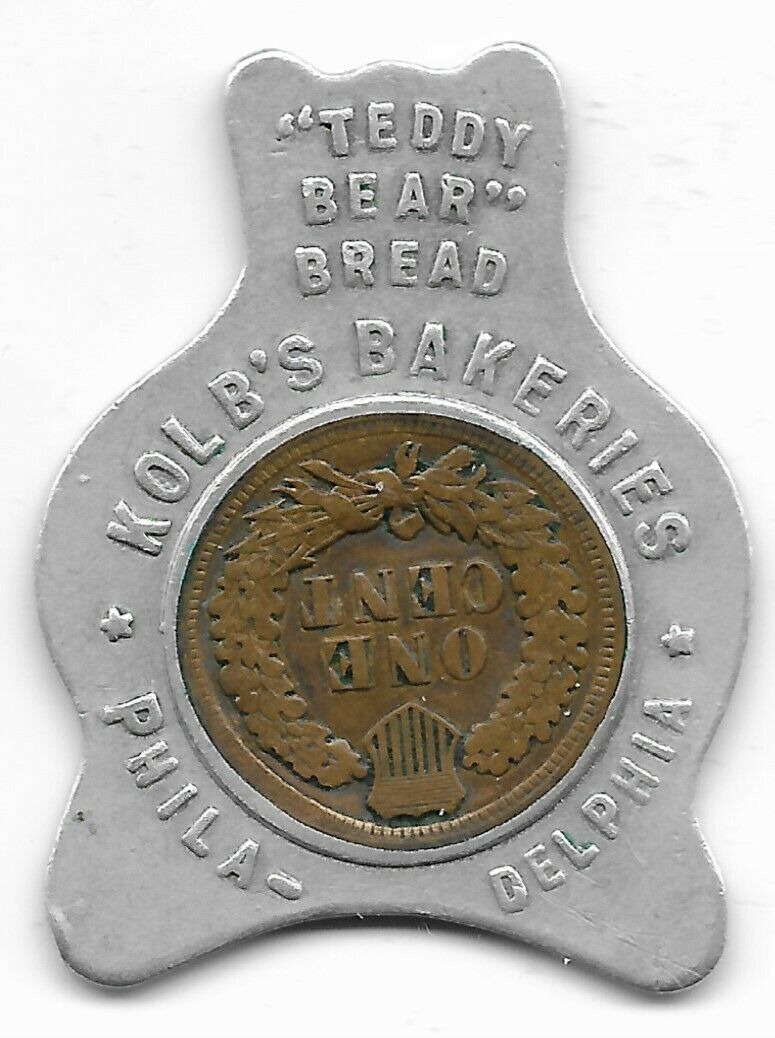 "TEDDY
BEAR"
BREAD
KOLB'S BAKERIES
PHILA-
DELPHIA
ONE
CENT